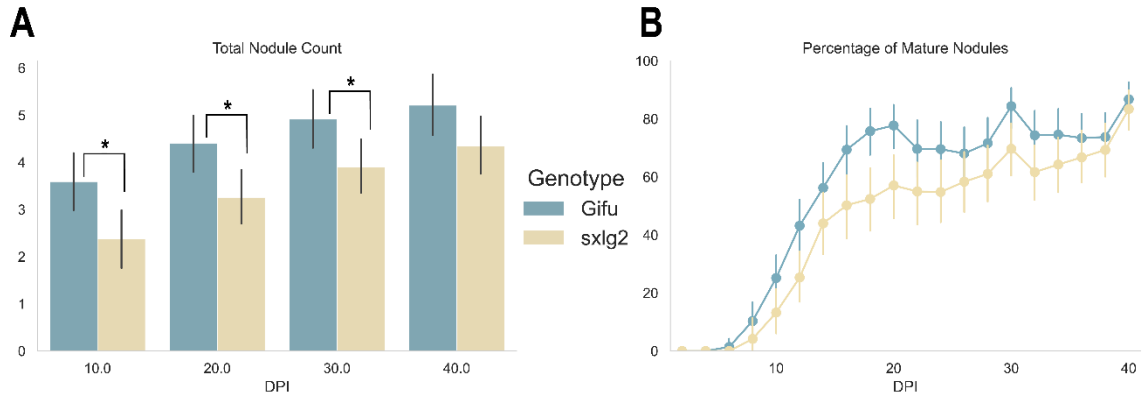 A
Total Nodule Count
6
5
4
3
2
1
0
*
*
*
10.0
20.0
30.0
40.0
DPI
Genotype
Gifu
sxlg2
B
Percentage of Mature Nodules
100
80
60
40
20
0
10
20
30
40
DPI